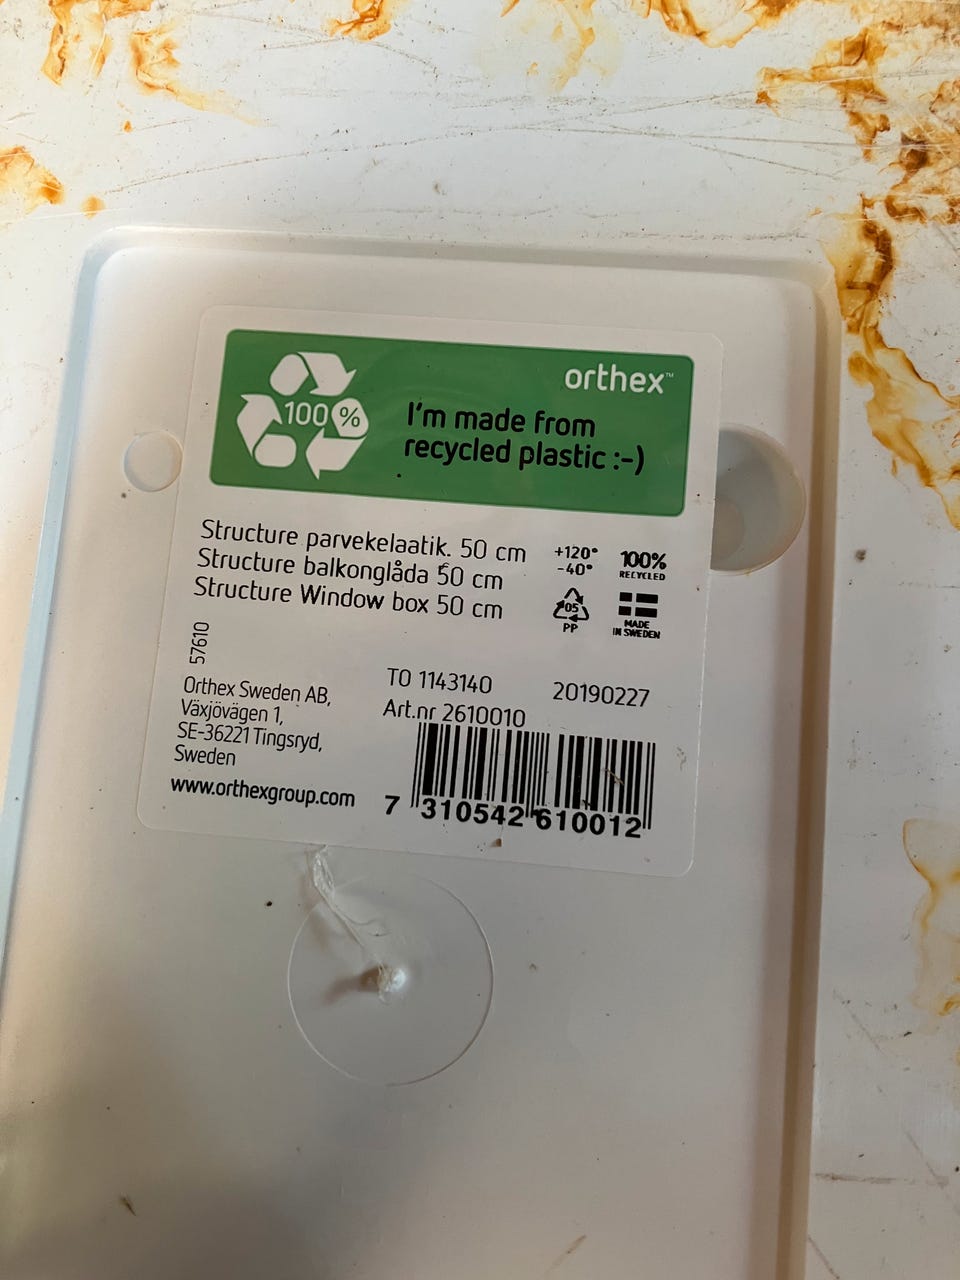 orthex™
100%
I'm made from
recycled plastic :-)
Structure parvekelaatik. 50 cm
Structure balkonglåda 50 cm
Structure Window box 50 cm
+120°
-40°
100%
RECYCLED
05
PP
MADE
IN SWEDEN
57610
TO 1143140
20190227
Art.nr 2610010
Orthex Sweden AB,
Växjövägen 1,
SE-36221 Tingsryd,
Sweden
www.orthexgroup.com
7 310542 610012